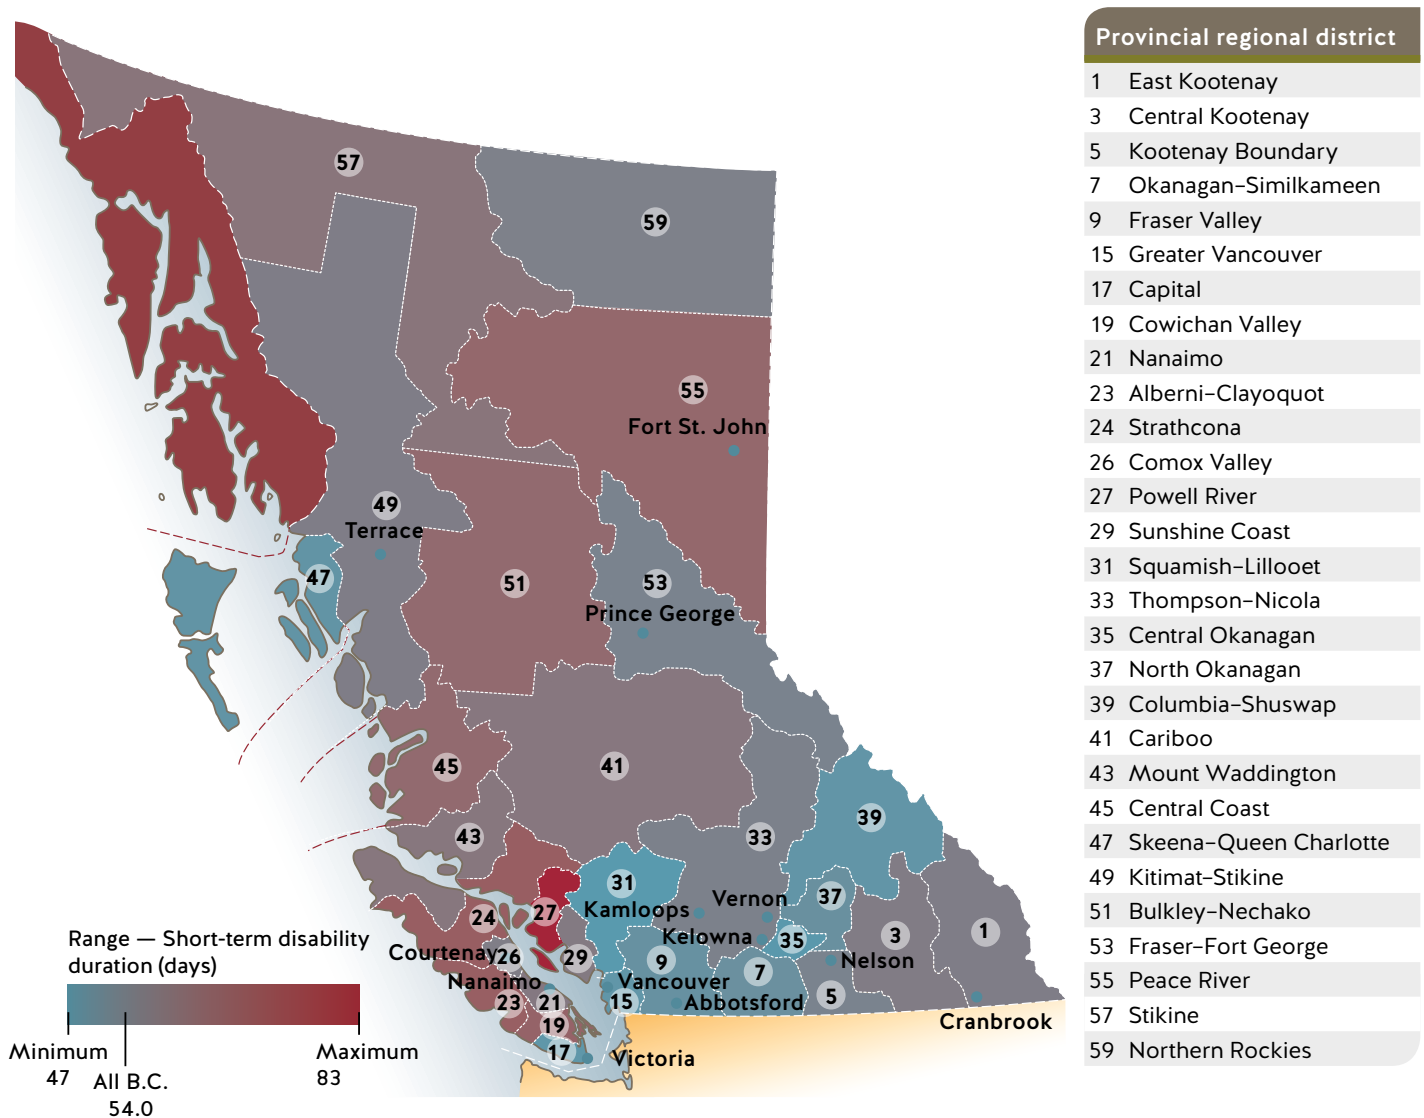 Provincial regional district
1 East Kootenay
3 Central Kootenay
5 Kootenay Boundary
7 Okanagan–Similkameen
9 Fraser Valley
15 Greater Vancouver
17 Capital
19 Cowichan Valley
21 Nanaimo
23 Alberni–Clayoquot
24 Strathcona
26 Comox Valley
27 Powell River
29 Sunshine Coast
31 Squamish–Lillooet
33 Thompson–Nicola
35 Central Okanagan
37 North Okanagan
39 Columbia–Shuswap
41 Cariboo
43 Mount Waddington
45 Central Coast
47 Skeena–Queen Charlotte
49 Kitimat–Stikine
51 Bulkley–Nechako
53 Fraser–Fort George
55 Peace River
57 Stikine
59 Northern Rockies
57
59
55
Fort St. John
49
Terrace
47
51
53
Prince George
45
41
39
43
33
31
37
Vernon
27
Kamloops
24
Kelowna
35
3
1
Courtenay
26
29
9
Nelson
7
Nanaimo
Vancouver
5
23
21
15
Abbotsford
19
Cranbrook
17
Victoria
Range — Short-term disability
duration (days)
Minimum
47
All B.C.
54.0
Maximum
83